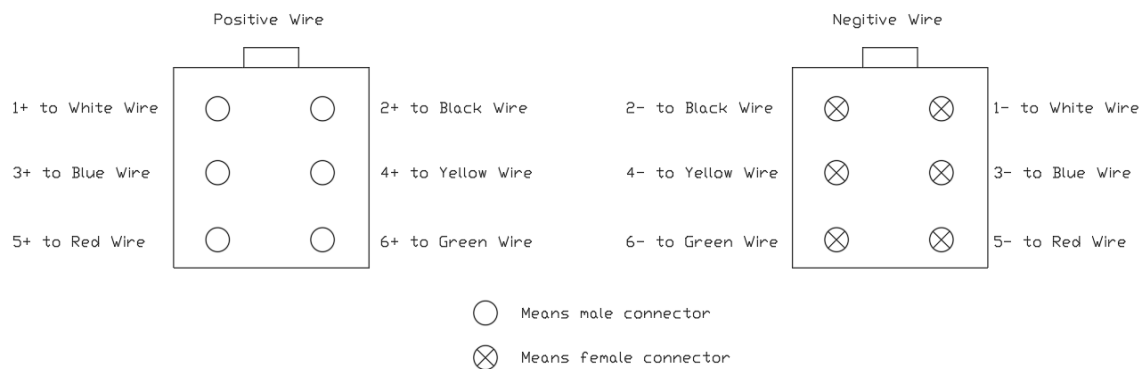 Positive Wire
Negitive Wire
1+ to White Wire
2+ to Black Wire
2- to Black Wire
1- to White Wire
3+ to Blue Wire
4+ to Yellow Wire
4- to Yellow Wire
3- to Blue Wire
5+ to Red Wire
6+ to Green Wire
6- to Green Wire
5- to Red Wire
Means male connector
Means female connector